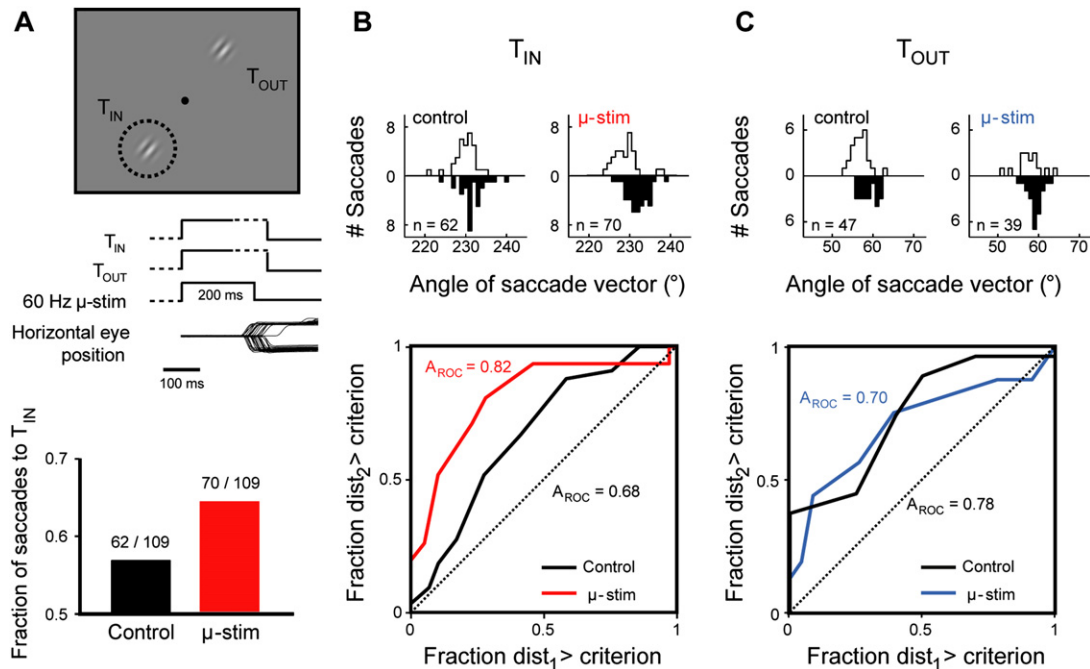 A
T_OUT
T_IN
T_IN
T_OUT
60 Hz µ-stim
200 ms
Horizontal eye
position
100 ms
Fraction of saccades to T_IN
0.7
0.6
0.5
62 / 109
70 / 109
Control
µ-stim
B
T_IN
control
µ-stim
# Saccades
8
0
8
n = 62
220 230 240
8
0
8
n = 70
220 230 240
Angle of saccade vector (°)
Fraction dist₂ > criterion
1
0.5
0
A_ROC = 0.82
A_ROC = 0.68
Control
µ-stim
0.5
1
Fraction dist₁ > criterion
C
T_OUT
control
µ-stim
# Saccades
6
0
6
n = 47
50 60 70
6
0
6
n = 39
50 60 70
Angle of saccade vector (°)
Fraction dist₂ > criterion
1
0.5
0
A_ROC = 0.70
A_ROC = 0.78
Control
µ-stim
0
0.5
1
Fraction dist₁ > criterion